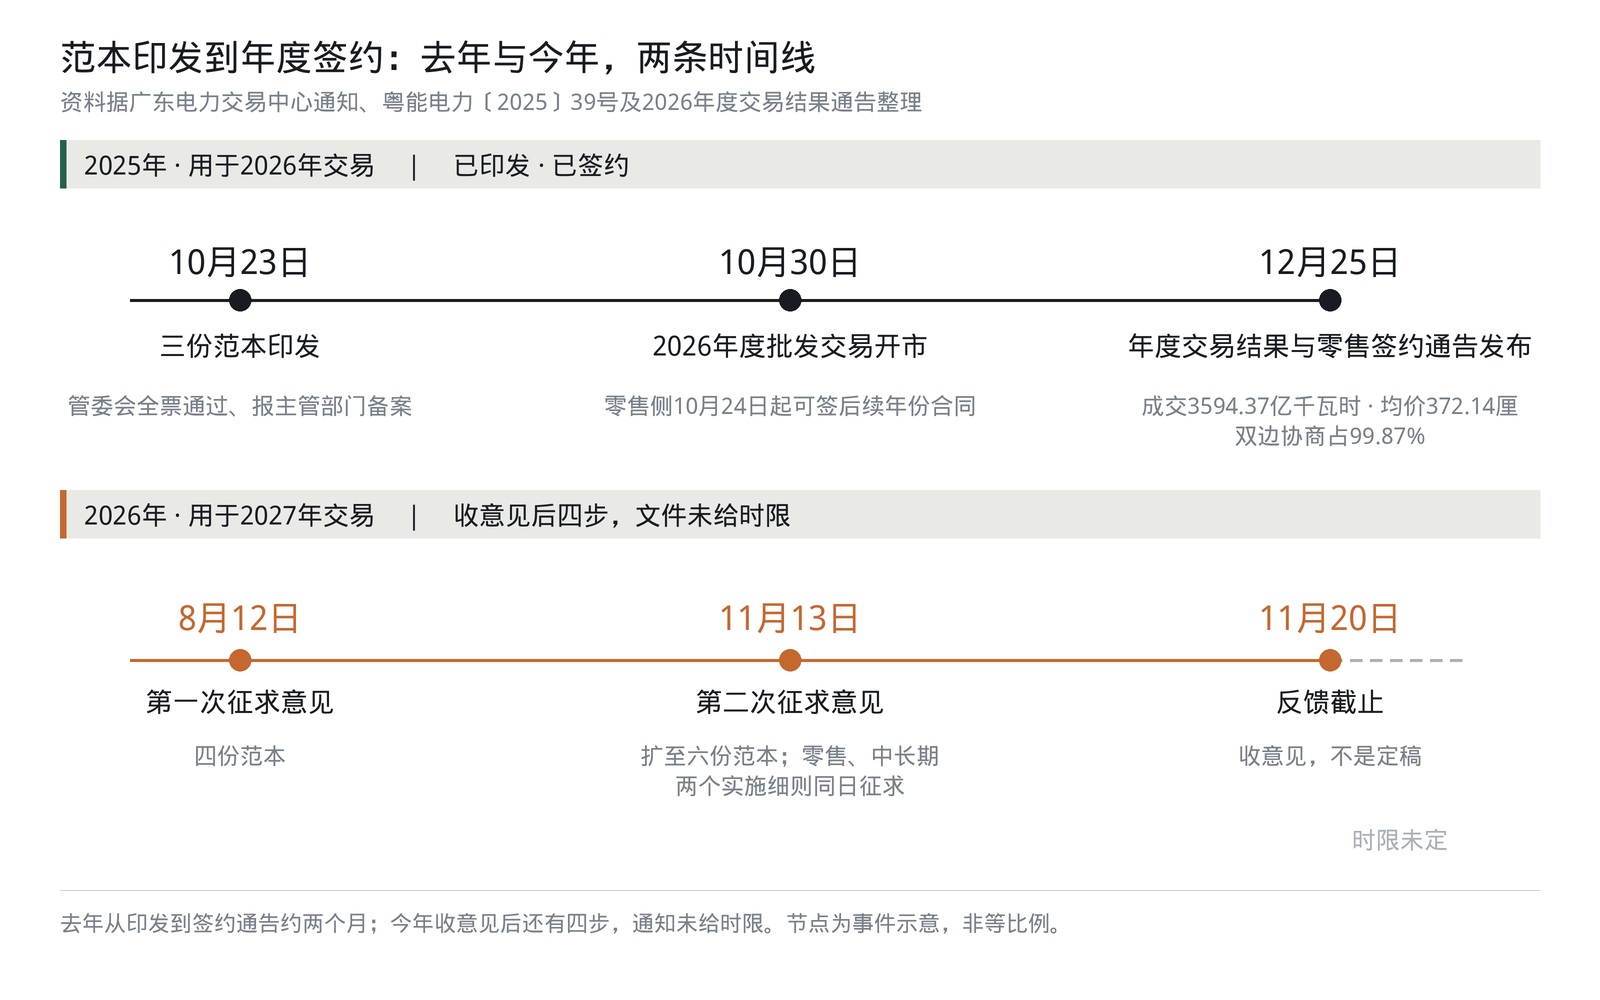 范本印发到年度签约：去年与今年，两条时间线
资料据广东电力交易中心通知、粤能电力〔2025〕39号及2026年度交易结果通告整理
2025年 · 用于2026年交易 | 已印发 · 已签约
10月23日 10月30日 12月25日
三份范本印发 2026年度批发交易开市 年度交易结果与零售签约通告发布
管委会全票通过、报主管部门备案 零售侧10月24日起可签后续年份合同 成交3594.37亿千瓦时 · 均价372.14厘
双边协商占99.87%
2026年 · 用于2027年交易 | 收意见后四步，文件未给时限
8月12日 11月13日 11月20日
第一次征求意见 第二次征求意见 反馈截止
四份范本 扩至六份范本；零售、中长期 收意见，不是定稿
两个实施细则同日征求
时限未定
去年从印发到签约通告约两个月；今年收意见后还有四步，通知未给时限。节点为事件示意，非等比例。